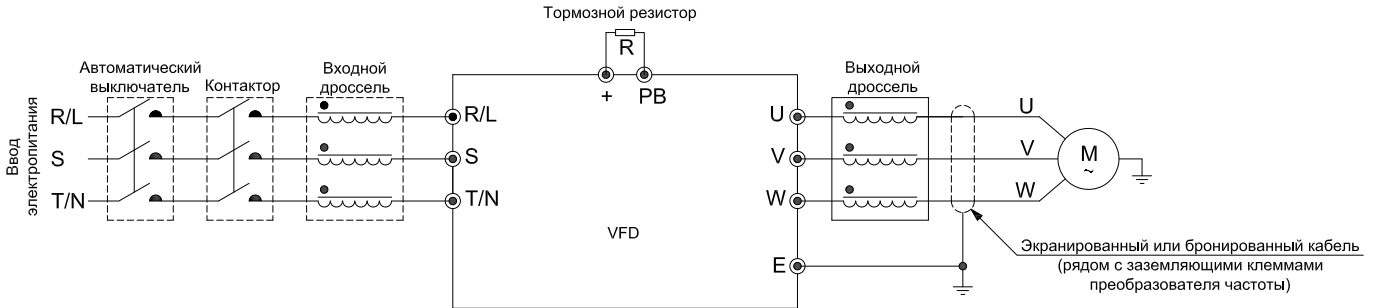 Тормозной резистор
R
+
PB
Автоматический
выключатель
Контактор
Входной
дроссель
Выходной
дроссель
Ввод
электропитания
R/L
S
T/N
R/L
S
T/N
VFD
U
V
W
E
U
V
W
M
~
Экранированный или бронированный кабель
(рядом с заземляющими клеммами
преобразователя частоты)